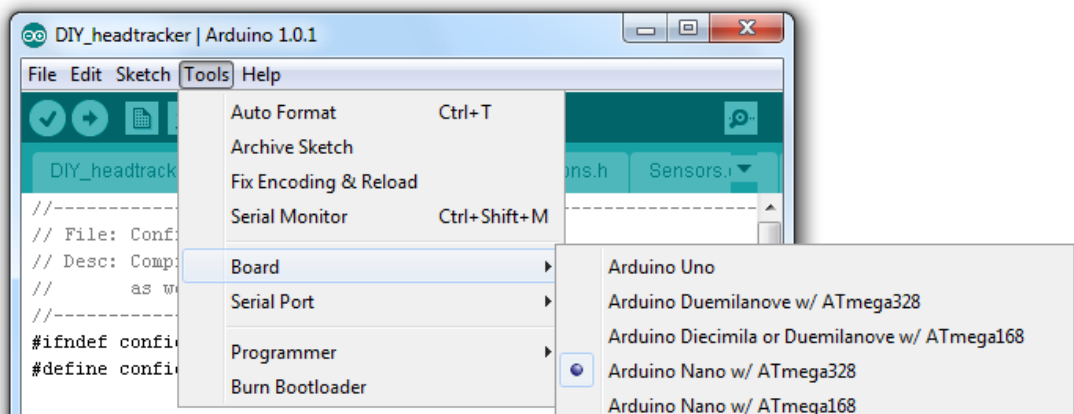 DIY_headtracker | Arduino 1.0.1
File Edit Sketch Tools Help
Auto Format Ctrl+T
Archive Sketch
Fix Encoding & Reload
Serial Monitor Ctrl+Shift+M
Board
Serial Port
Programmer
Burn Bootloader
DIY_headtrack
ons.h
Sensors.
//----------
// File: Conf
// Desc: Comp
// as w
//----------
#ifndef confi
#define confi
Arduino Uno
Arduino Duemilanove w/ ATmega328
Arduino Diecimila or Duemilanove w/ ATmega168
Arduino Nano w/ ATmega328
Arduino Nano w/ ATmega168